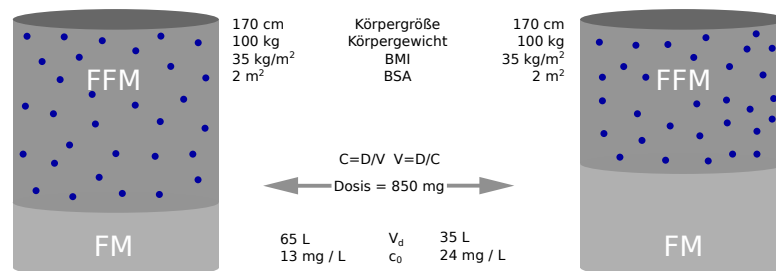 170 cm Körpergröße 170 cm
100 kg Körpergewicht 100 kg
35 kg/m² BMI 35 kg/m²
2 m² BSA 2 m²
FFM FFM
C=D/V V=D/C
Dosis = 850 mg
65 L V_d 35 L
13 mg / L c₀ 24 mg / L
FM FM